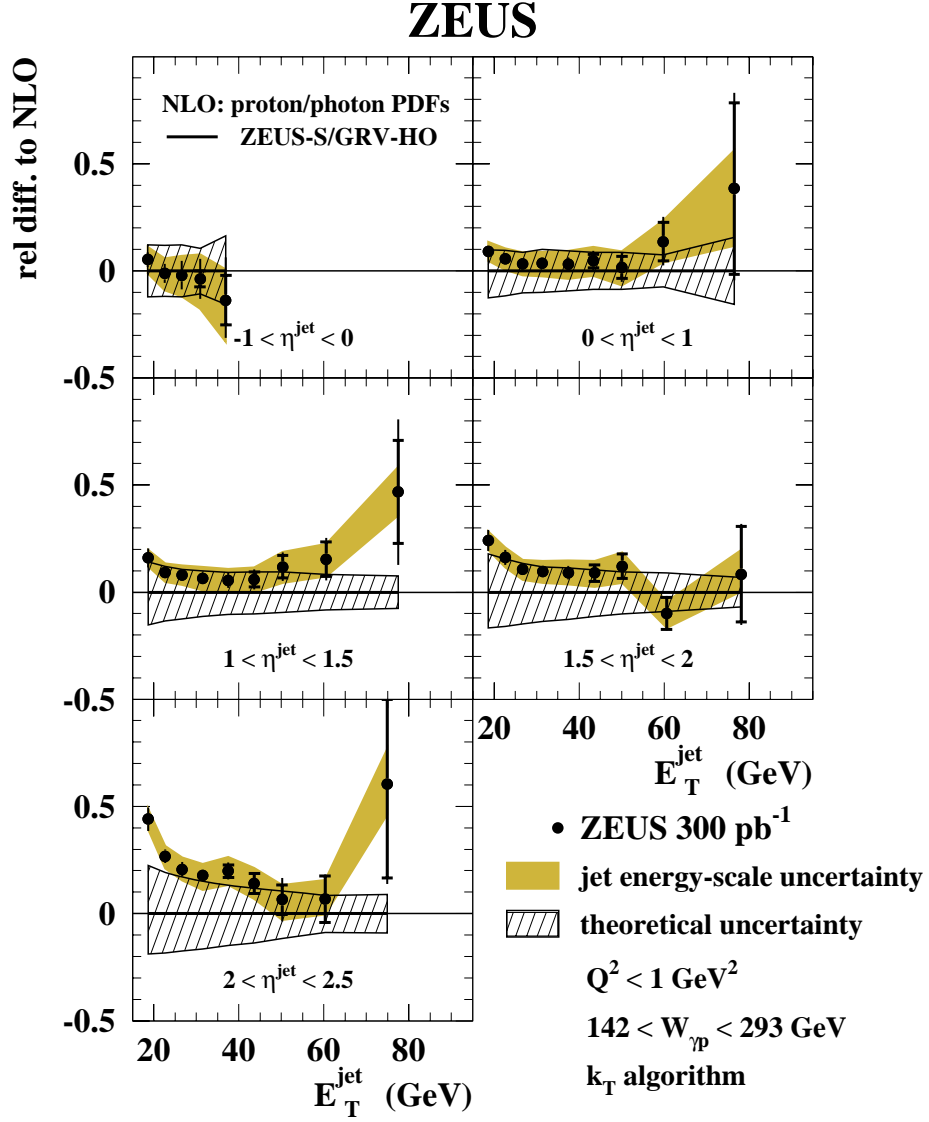 ZEUS
rel diff. to NLO
NLO: proton/photon PDFs
ZEUS-S/GRV-HO
0.5
0
-0.5
-1 < η^jet < 0
0 < η^jet < 1
0.5
0
-0.5
1 < η^jet < 1.5
1.5 < η^jet < 2
20 40 60 80
E_T^jet (GeV)
0.5
0
-0.5
2 < η^jet < 2.5
20 40 60 80
E_T^jet (GeV)
ZEUS 300 pb^-1
jet energy-scale uncertainty
theoretical uncertainty
Q^2 < 1 GeV^2
142 < W_γp < 293 GeV
k_T algorithm